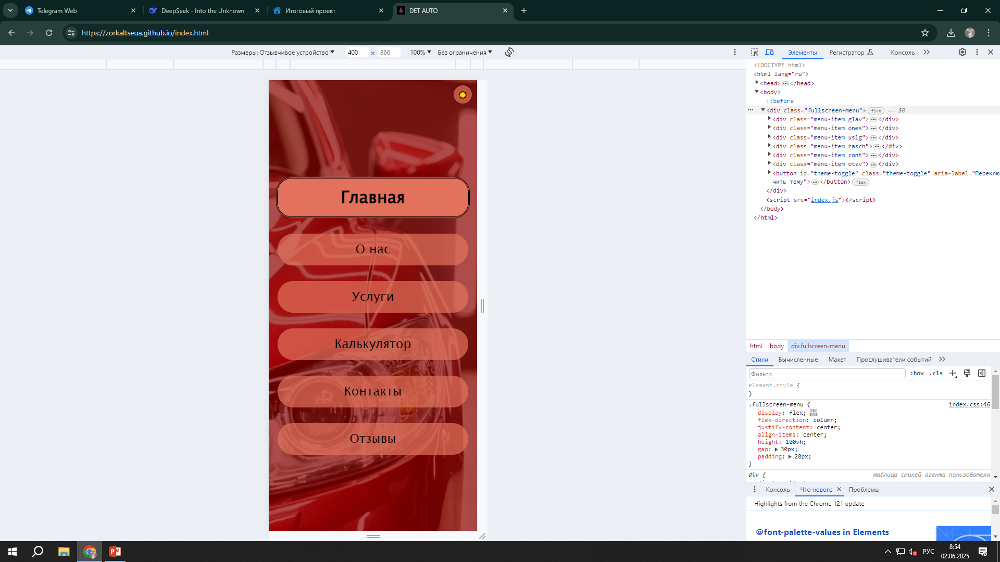 Telegram Web
DeepSeek - Into the Unknown
Итоговый проект
DET AUTO
https://zorkaltseua.github.io/index.html
Размеры: Отзывчивое устройство
400
×
866
100%
Без ограничения
Главная
О нас
Услуги
Калькулятор
Контакты
Отзывы
Элементы
Регистратор
Консоль
<!DOCTYPE html>
<html lang="ru">
<head>…</head>
<body>
::before
<div class="fullscreen-menu"> flex == $0
<div class="menu-item glav">…</div>
<div class="menu-item ones">…</div>
<div class="menu-item uslg">…</div>
<div class="menu-item rasch">…</div>
<div class="menu-item cont">…</div>
<div class="menu-item otzv">…</div>
<button id="theme-toggle" class="theme-toggle" aria-label="Переклю
чить тему">…</button> flex
</div>
<script src="index.js"></script>
</body>
</html>
html body div.fullscreen-menu
Стили
Вычисленные
Макет
Прослушиватели событий
Фильтр
:hov .cls
element.style {
}
.fullscreen-menu {
index.css:46
display: flex;
flex-direction: column;
justify-content: center;
align-items: center;
height: 100vh;
gap: 30px;
padding: 20px;
}
div {
таблица стилей агента пользователя
Консоль
Что нового
Проблемы
Highlights from the Chrome 121 update
@font-palette-values in Elements
РУС
8:54
02.06.2025